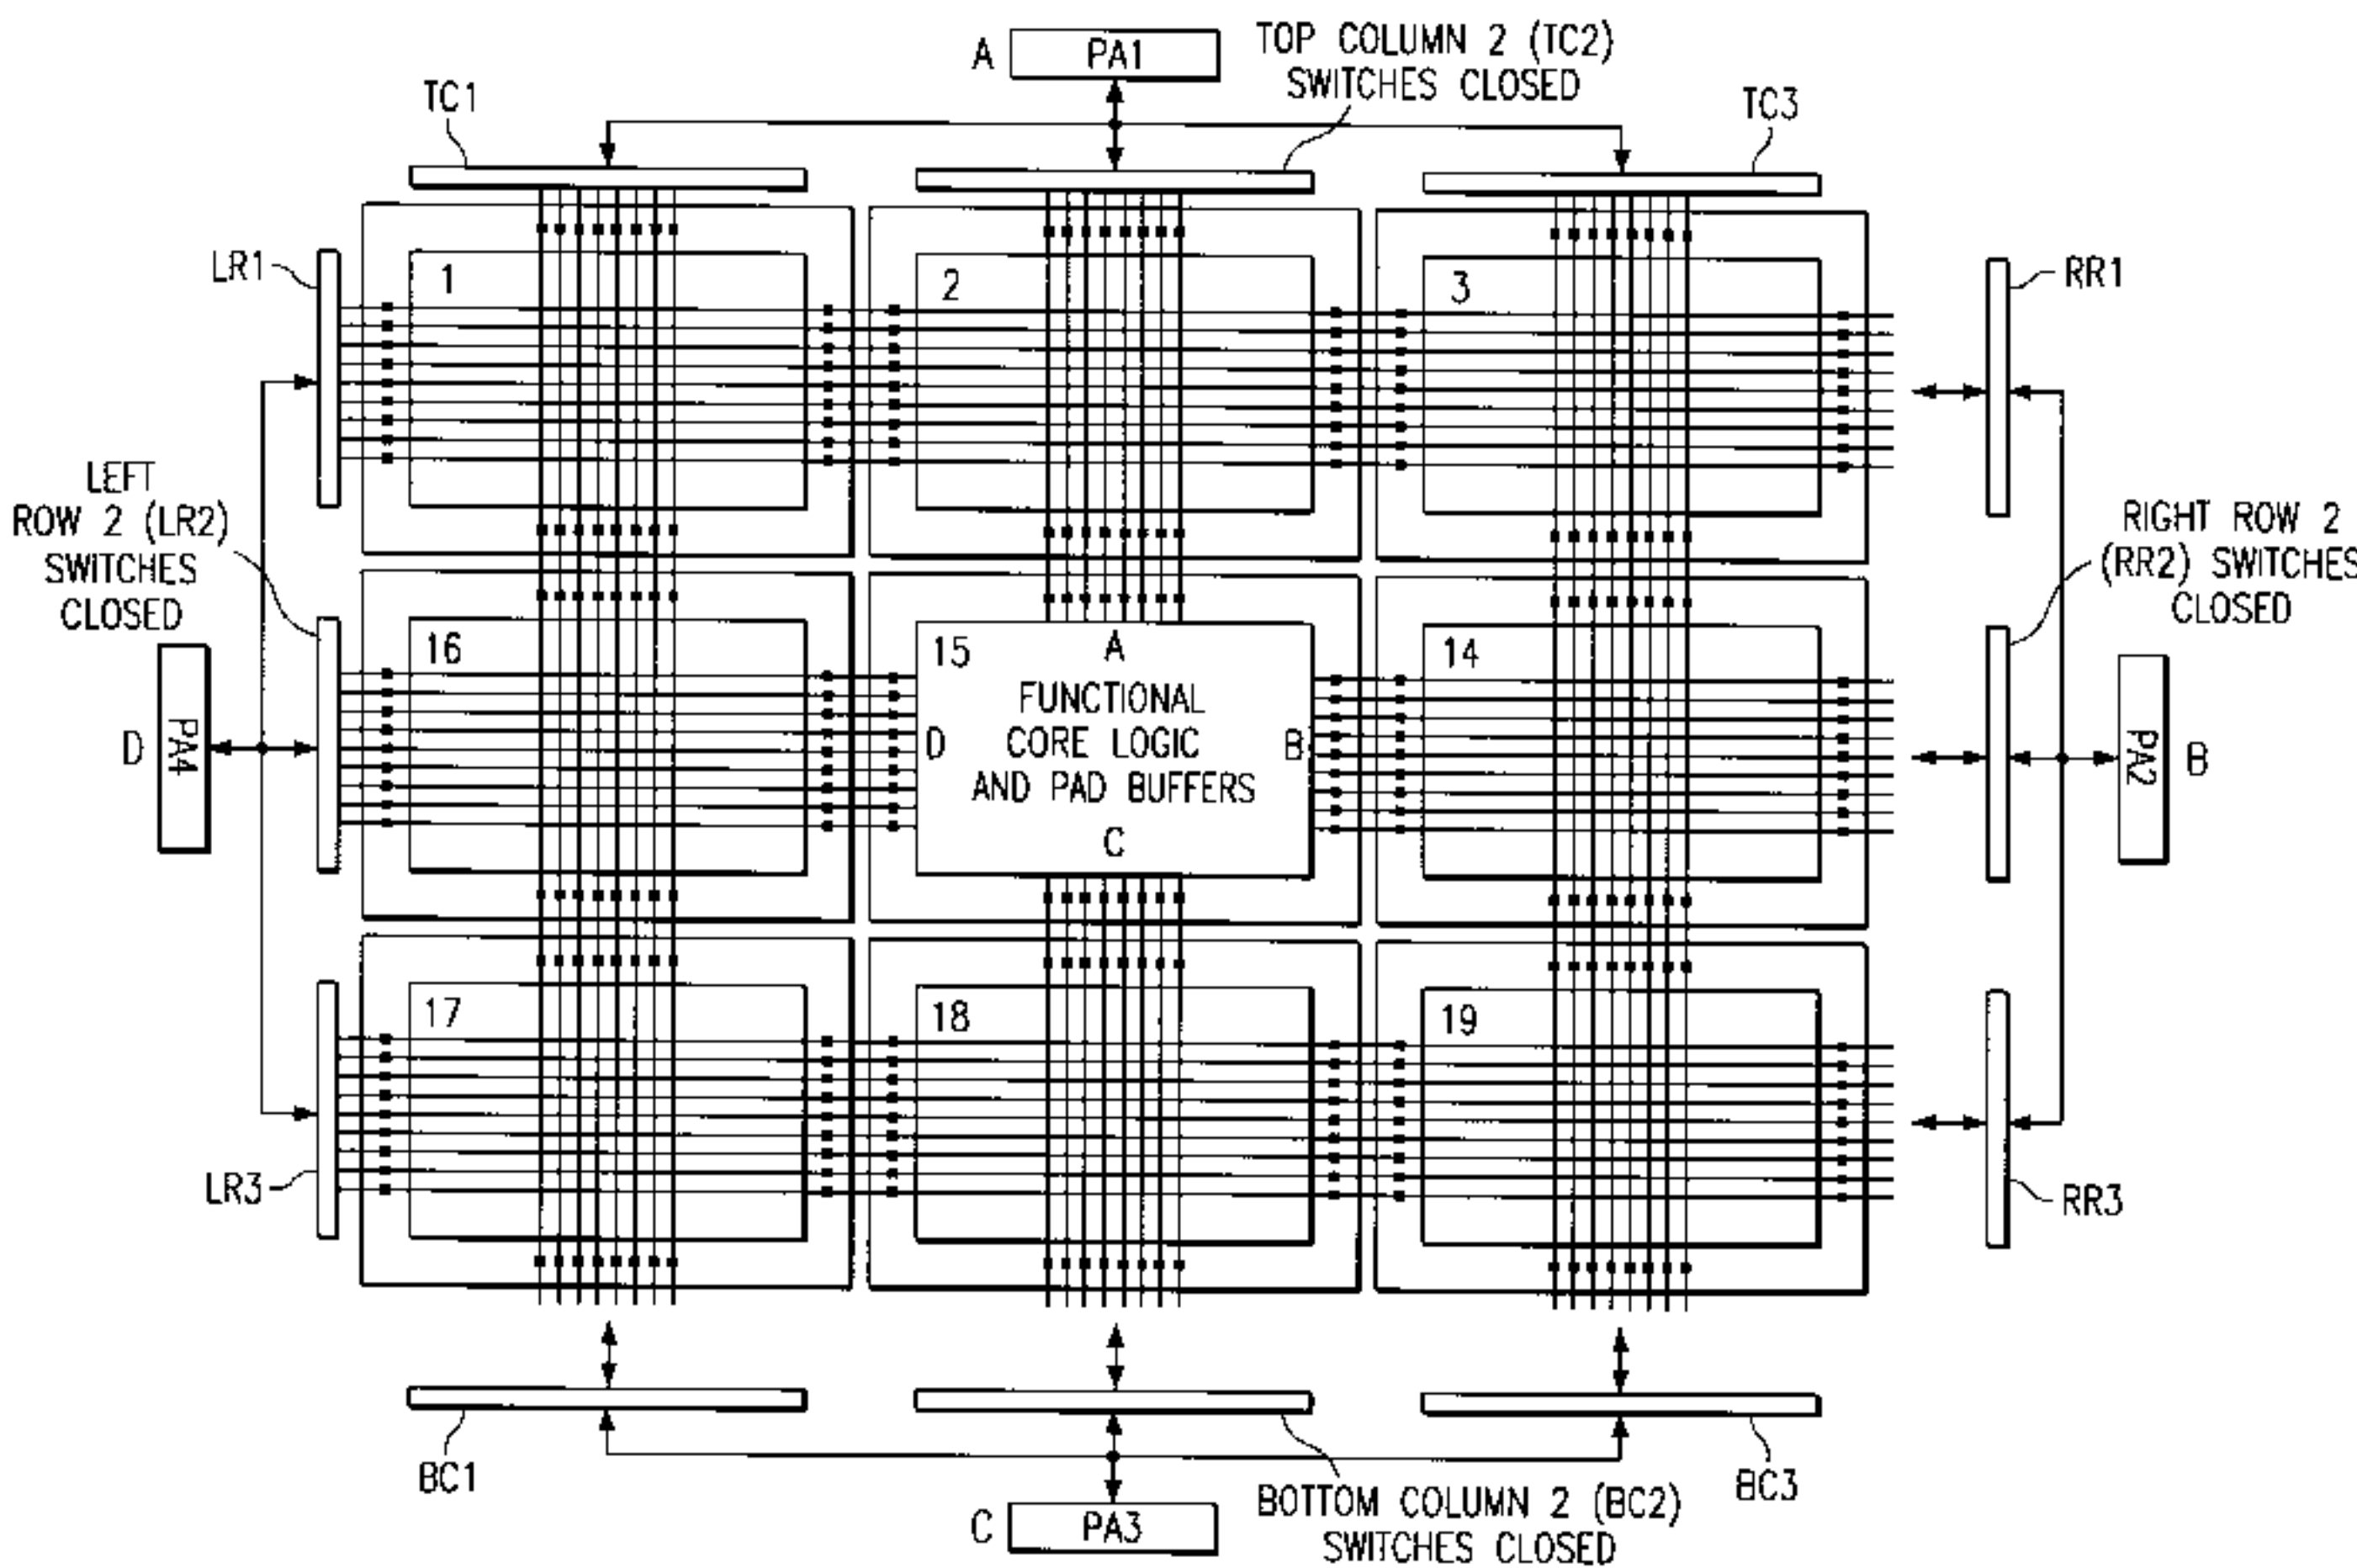 A PA1
TOP COLUMN 2 (TC2)
SWITCHES CLOSED
TC1
TC3
LR1
1
2
3
RR1
LEFT
ROW 2 (LR2)
SWITCHES
CLOSED
RIGHT ROW 2
(RR2) SWITCHES
CLOSED
16
15
A
14
FUNCTIONAL
CORE LOGIC
AND PAD BUFFERS
D
B
C
D PA4
PA2 B
17
18
19
LR3
RR3
BC1
BOTTOM COLUMN 2 (BC2)
SWITCHES CLOSED
BC3
C PA3